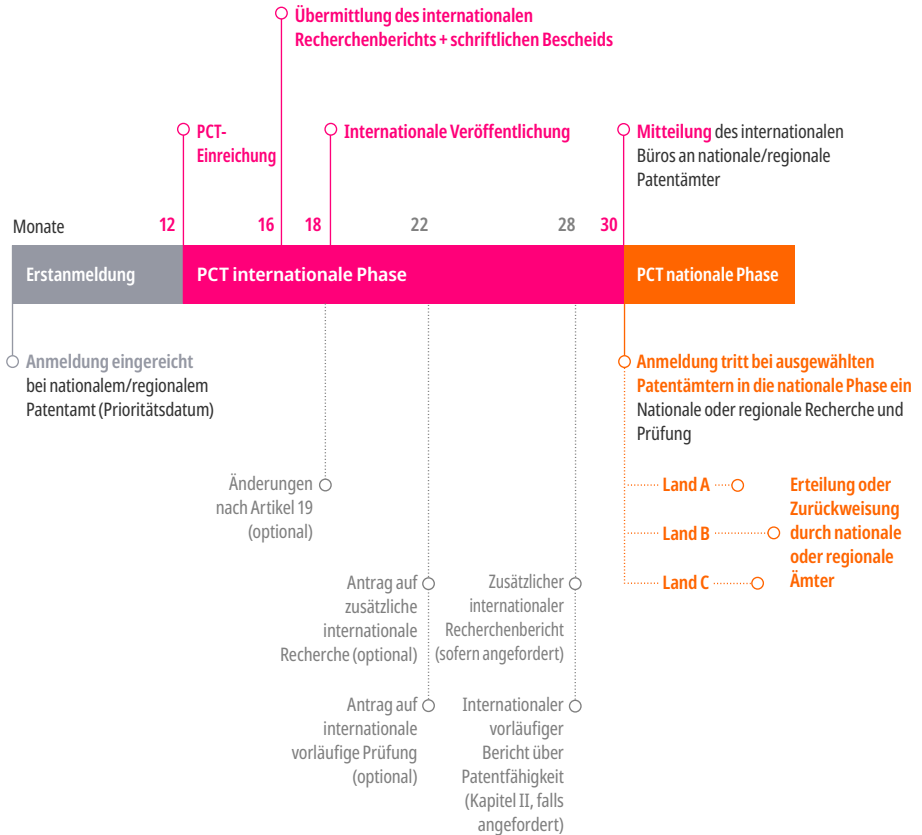 Übermittlung des internationalen
Recherchenberichts + schriftlichen Bescheids
PCT-
Einreichung
Internationale Veröffentlichung
Mitteilung des internationalen
Büros an nationale/regionale
Patentämter
Monate
12
16
18
22
28
30
Erstanmeldung
PCT internationale Phase
PCT nationale Phase
Anmeldung eingereicht
bei nationalem/regionalem
Patentamt (Prioritätsdatum)
Anmeldung tritt bei ausgewählten
Patentämtern in die nationale Phase ein
Nationale oder regionale Recherche und
Prüfung
Änderungen
nach Artikel 19
(optional)
Land A
Land B
Land C
Erteilung oder
Zurückweisung
durch nationale
oder regionale
Ämter
Antrag auf
zusätzliche
internationale
Recherche (optional)
Zusätzlicher
internationaler
Recherchenbericht
(sofern angefordert)
Antrag auf
internationale
vorläufige Prüfung
(optional)
Internationaler
vorläufiger
Bericht über
Patentfähigkeit
(Kapitel II, falls
angefordert)